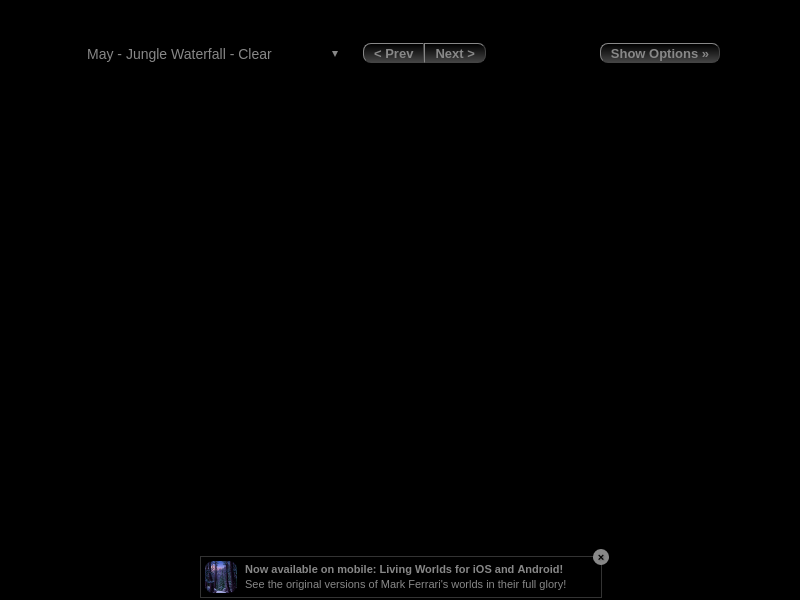 May - Jungle Waterfall - Clear ▾
< Prev Next >
Show Options »
Now available on mobile: Living Worlds for iOS and Android!
See the original versions of Mark Ferrari's worlds in their full glory!